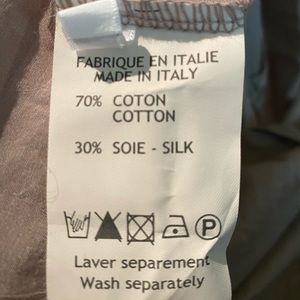 FABRIQUE EN ITALIE
MADE IN ITALY
70% COTON
COTTON
30% SOIE - SILK
P
Laver separement
Wash separately